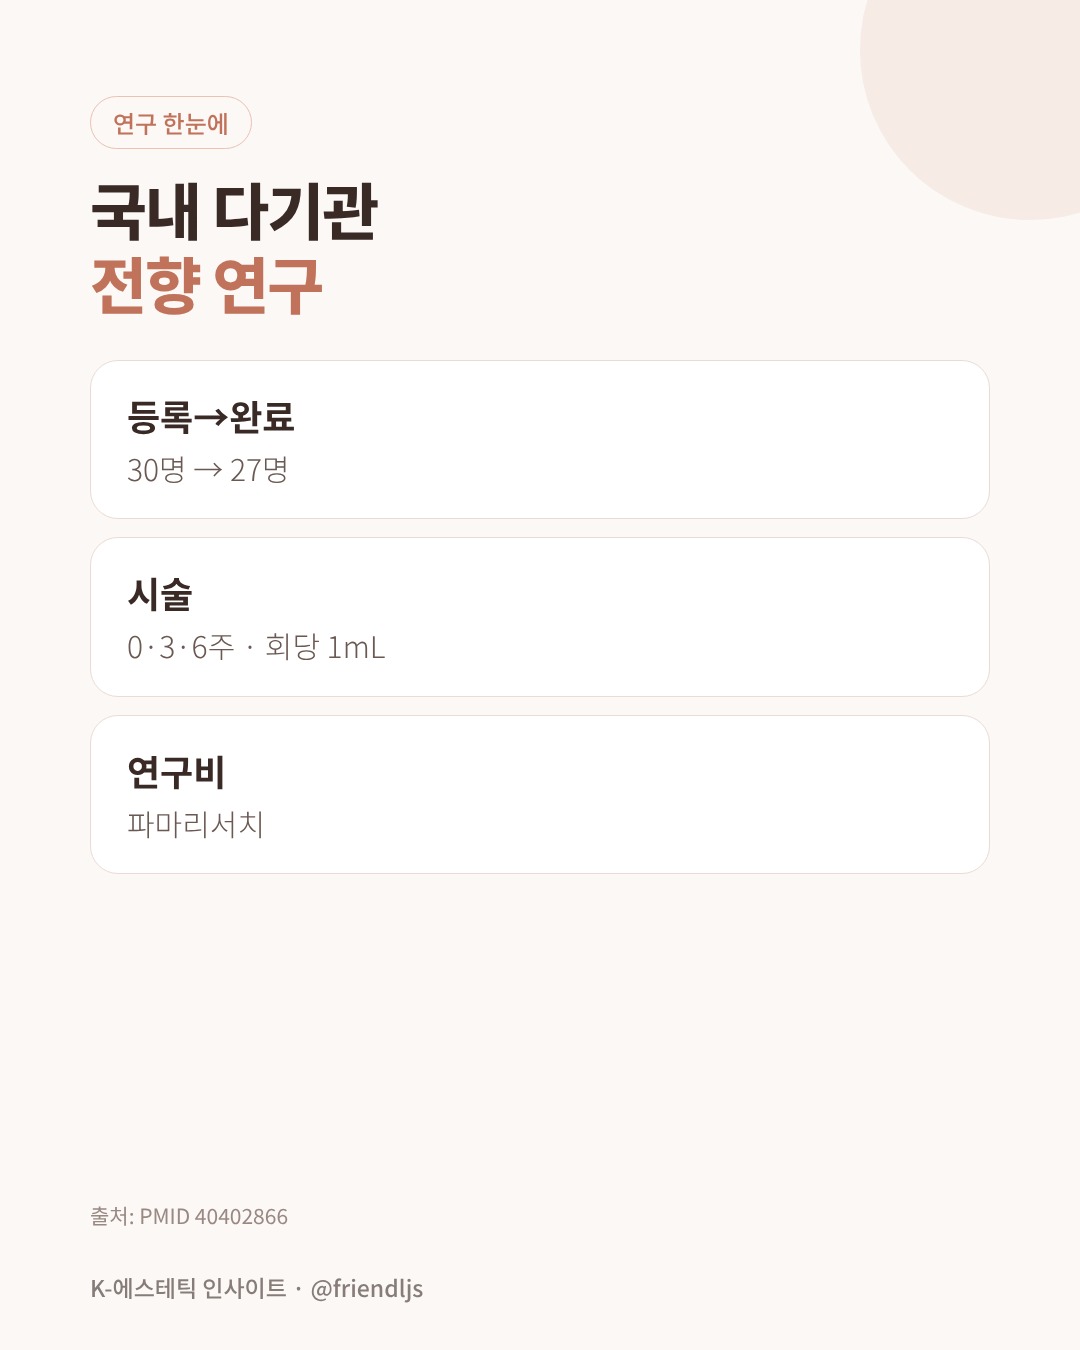 연구 한눈에
국내 다기관
전향 연구
등록→완료
30명 → 27명
시술
0·3·6주 · 회당 1mL
연구비
파마리서치
출처: PMID 40402866
K-에스테틱 인사이트 · @friendljs